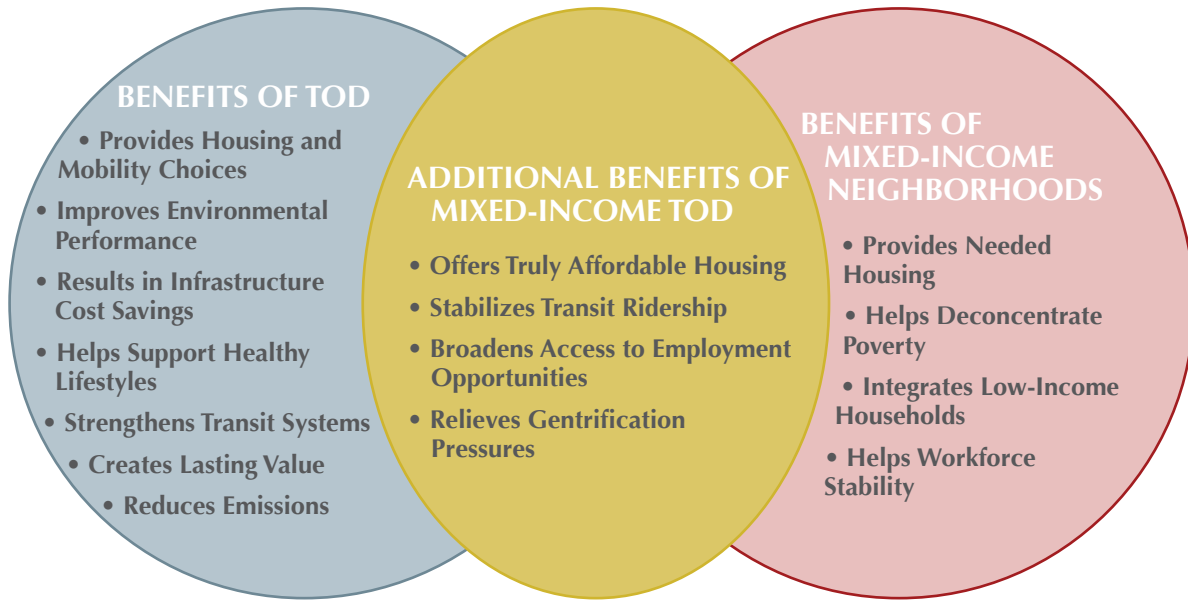 BENEFITS OF TOD
• Provides Housing and
Mobility Choices
• Improves Environmental
Performance
• Results in Infrastructure
Cost Savings
• Helps Support Healthy
Lifestyles
• Strengthens Transit Systems
• Creates Lasting Value
• Reduces Emissions
ADDITIONAL BENEFITS OF
MIXED-INCOME TOD
• Offers Truly Affordable Housing
• Stabilizes Transit Ridership
• Broadens Access to Employment
Opportunities
• Relieves Gentrification
Pressures
BENEFITS OF
MIXED-INCOME
NEIGHBORHOODS
• Provides Needed
Housing
• Helps Deconcentrate
Poverty
• Integrates Low-Income
Households
• Helps Workforce
Stability